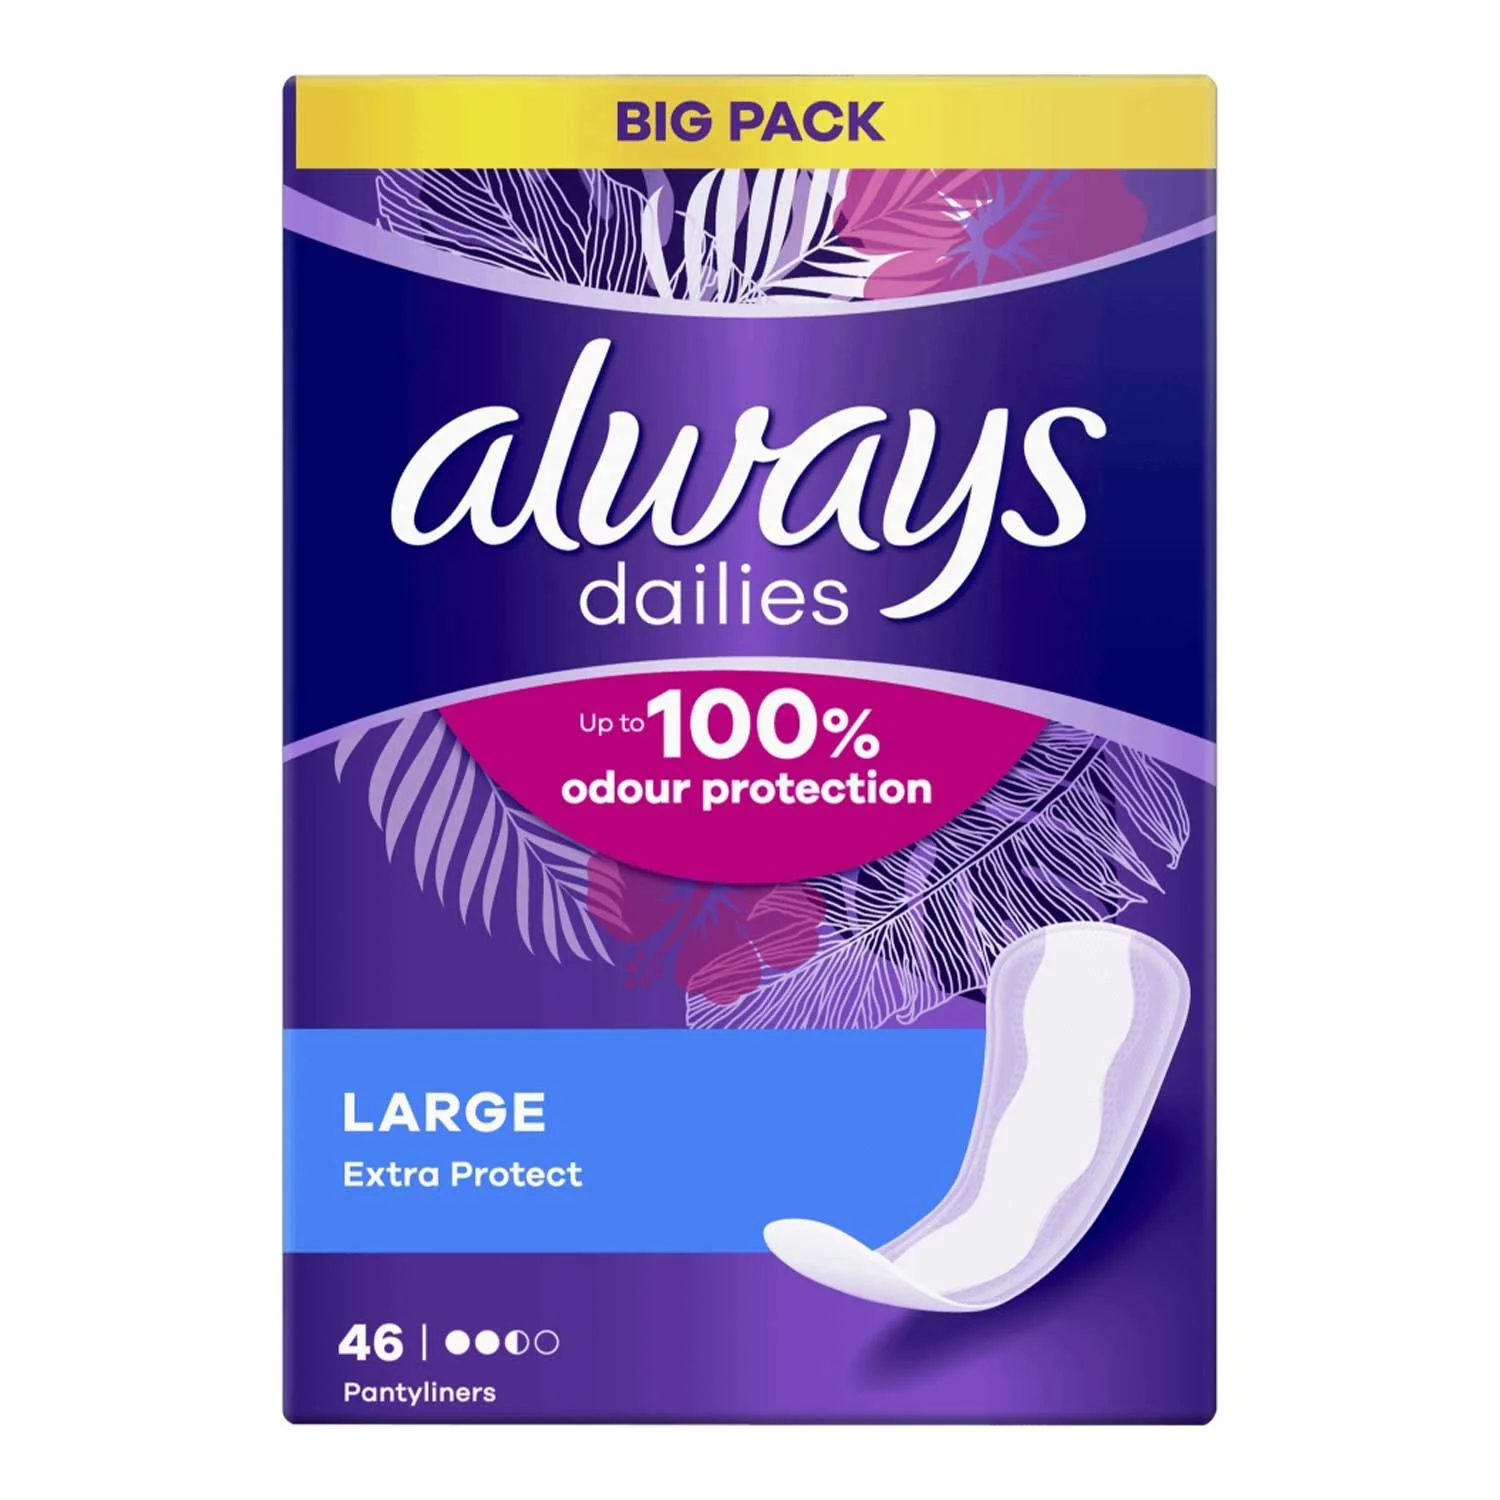 BIG PACK
always
dailies
Up to 100%
odour protection
LARGE
Extra Protect
46
Pantyliners